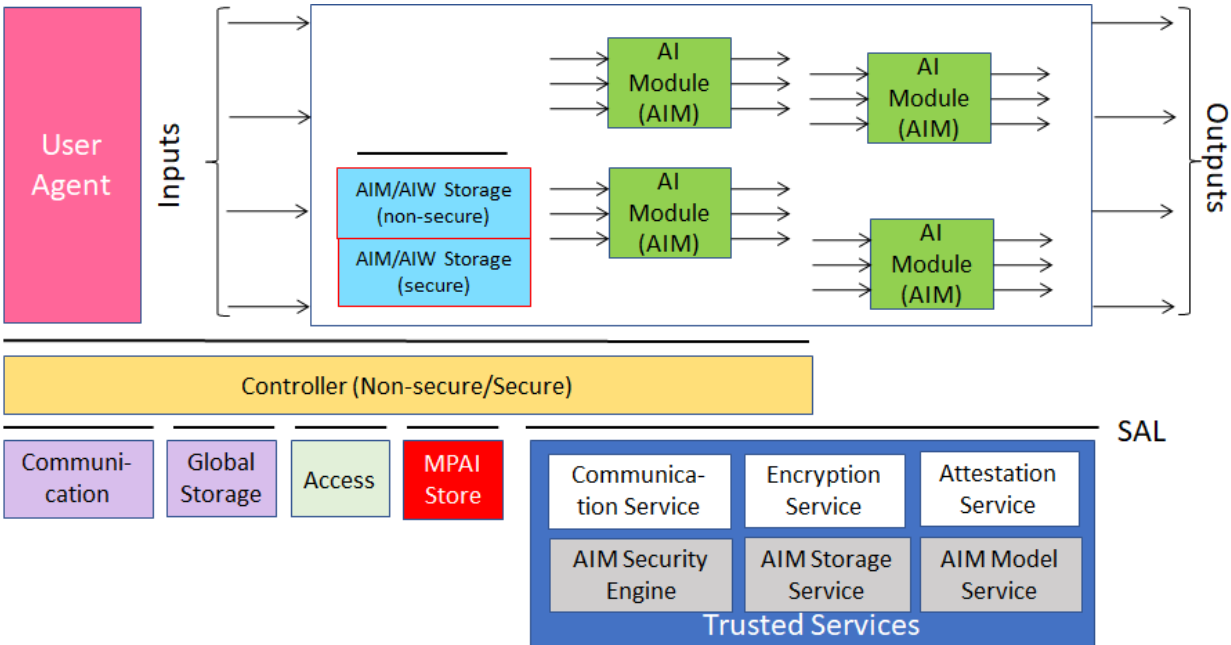 User
Agent
Inputs
AI
Module
(AIM)
AI
Module
(AIM)
AIM/AIW Storage
(non-secure)
AIM/AIW Storage
(secure)
AI
Module
(AIM)
AI
Module
(AIM)
Outputs
Controller (Non-secure/Secure)
SAL
Communi-
cation
Global
Storage
Access
MPAI
Store
Communica-
tion Service
Encryption
Service
Attestation
Service
AIM Security
Engine
AIM Storage
Service
AIM Model
Service
Trusted Services